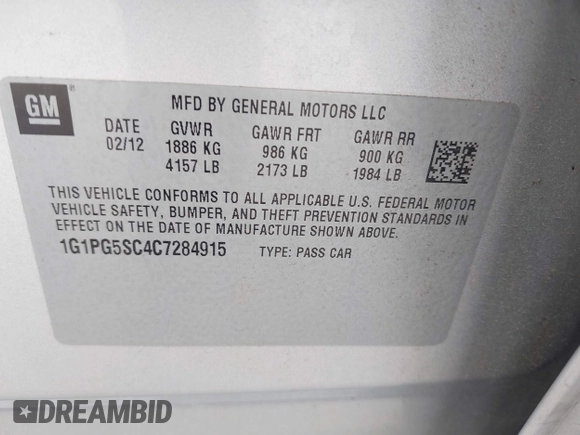 GM
MFD BY GENERAL MOTORS LLC
DATE GVWR GAWR FRT GAWR RR
02/12 1886 KG 986 KG 900 KG
4157 LB 2173 LB 1984 LB
THIS VEHICLE CONFORMS TO ALL APPLICABLE U.S. FEDERAL MOTOR
VEHICLE SAFETY, BUMPER, AND THEFT PREVENTION STANDARDS IN
EFFECT ON THE DATE OF MANUFACTURE SHOWN ABOVE.
1G1PG5SC4C7284915 TYPE: PASS CAR
DREAMBID